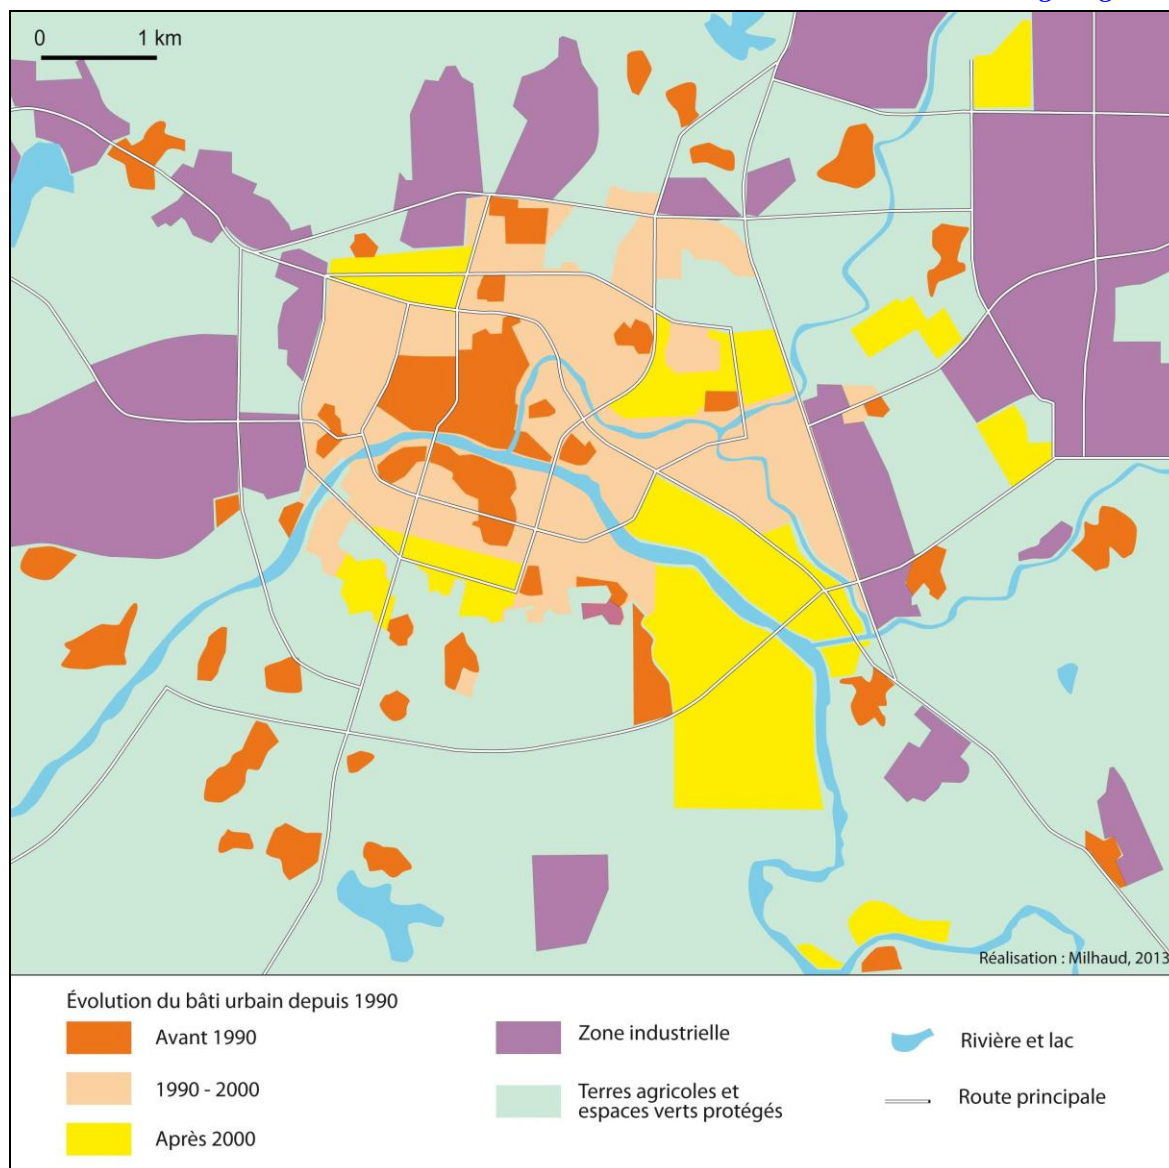 0 1 km
Réalisation : Milhaud, 2013
Évolution du bâti urbain depuis 1990
Avant 1990
1990 - 2000
Après 2000
Zone industrielle
Terres agricoles et
espaces verts protégés
Rivière et lac
Route principale